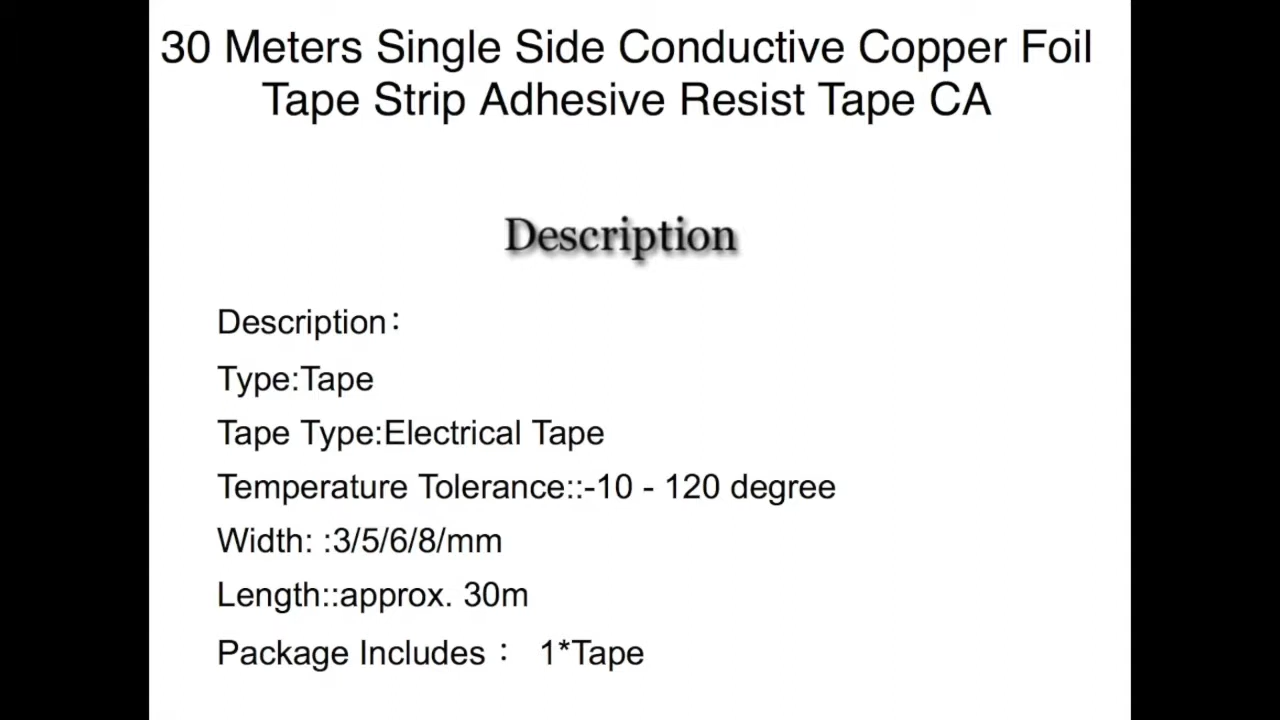 30 Meters Single Side Conductive Copper Foil
Tape Strip Adhesive Resist Tape CA
Description
Description：
Type:Tape
Tape Type:Electrical Tape
Temperature Tolerance::-10 - 120 degree
Width: :3/5/6/8/mm
Length::approx. 30m
Package Includes： 1*Tape